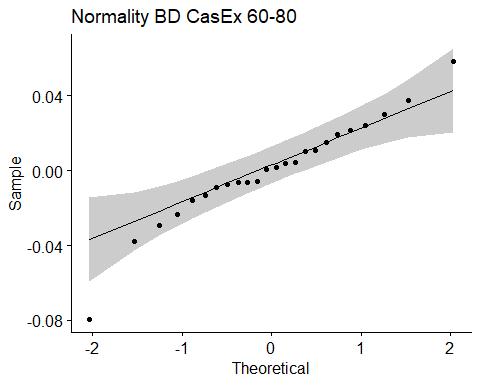 Normality BD CasEx 60-80
0.04
0.00
-0.04
-0.08
Sample
-2 -1 0 1 2
Theoretical